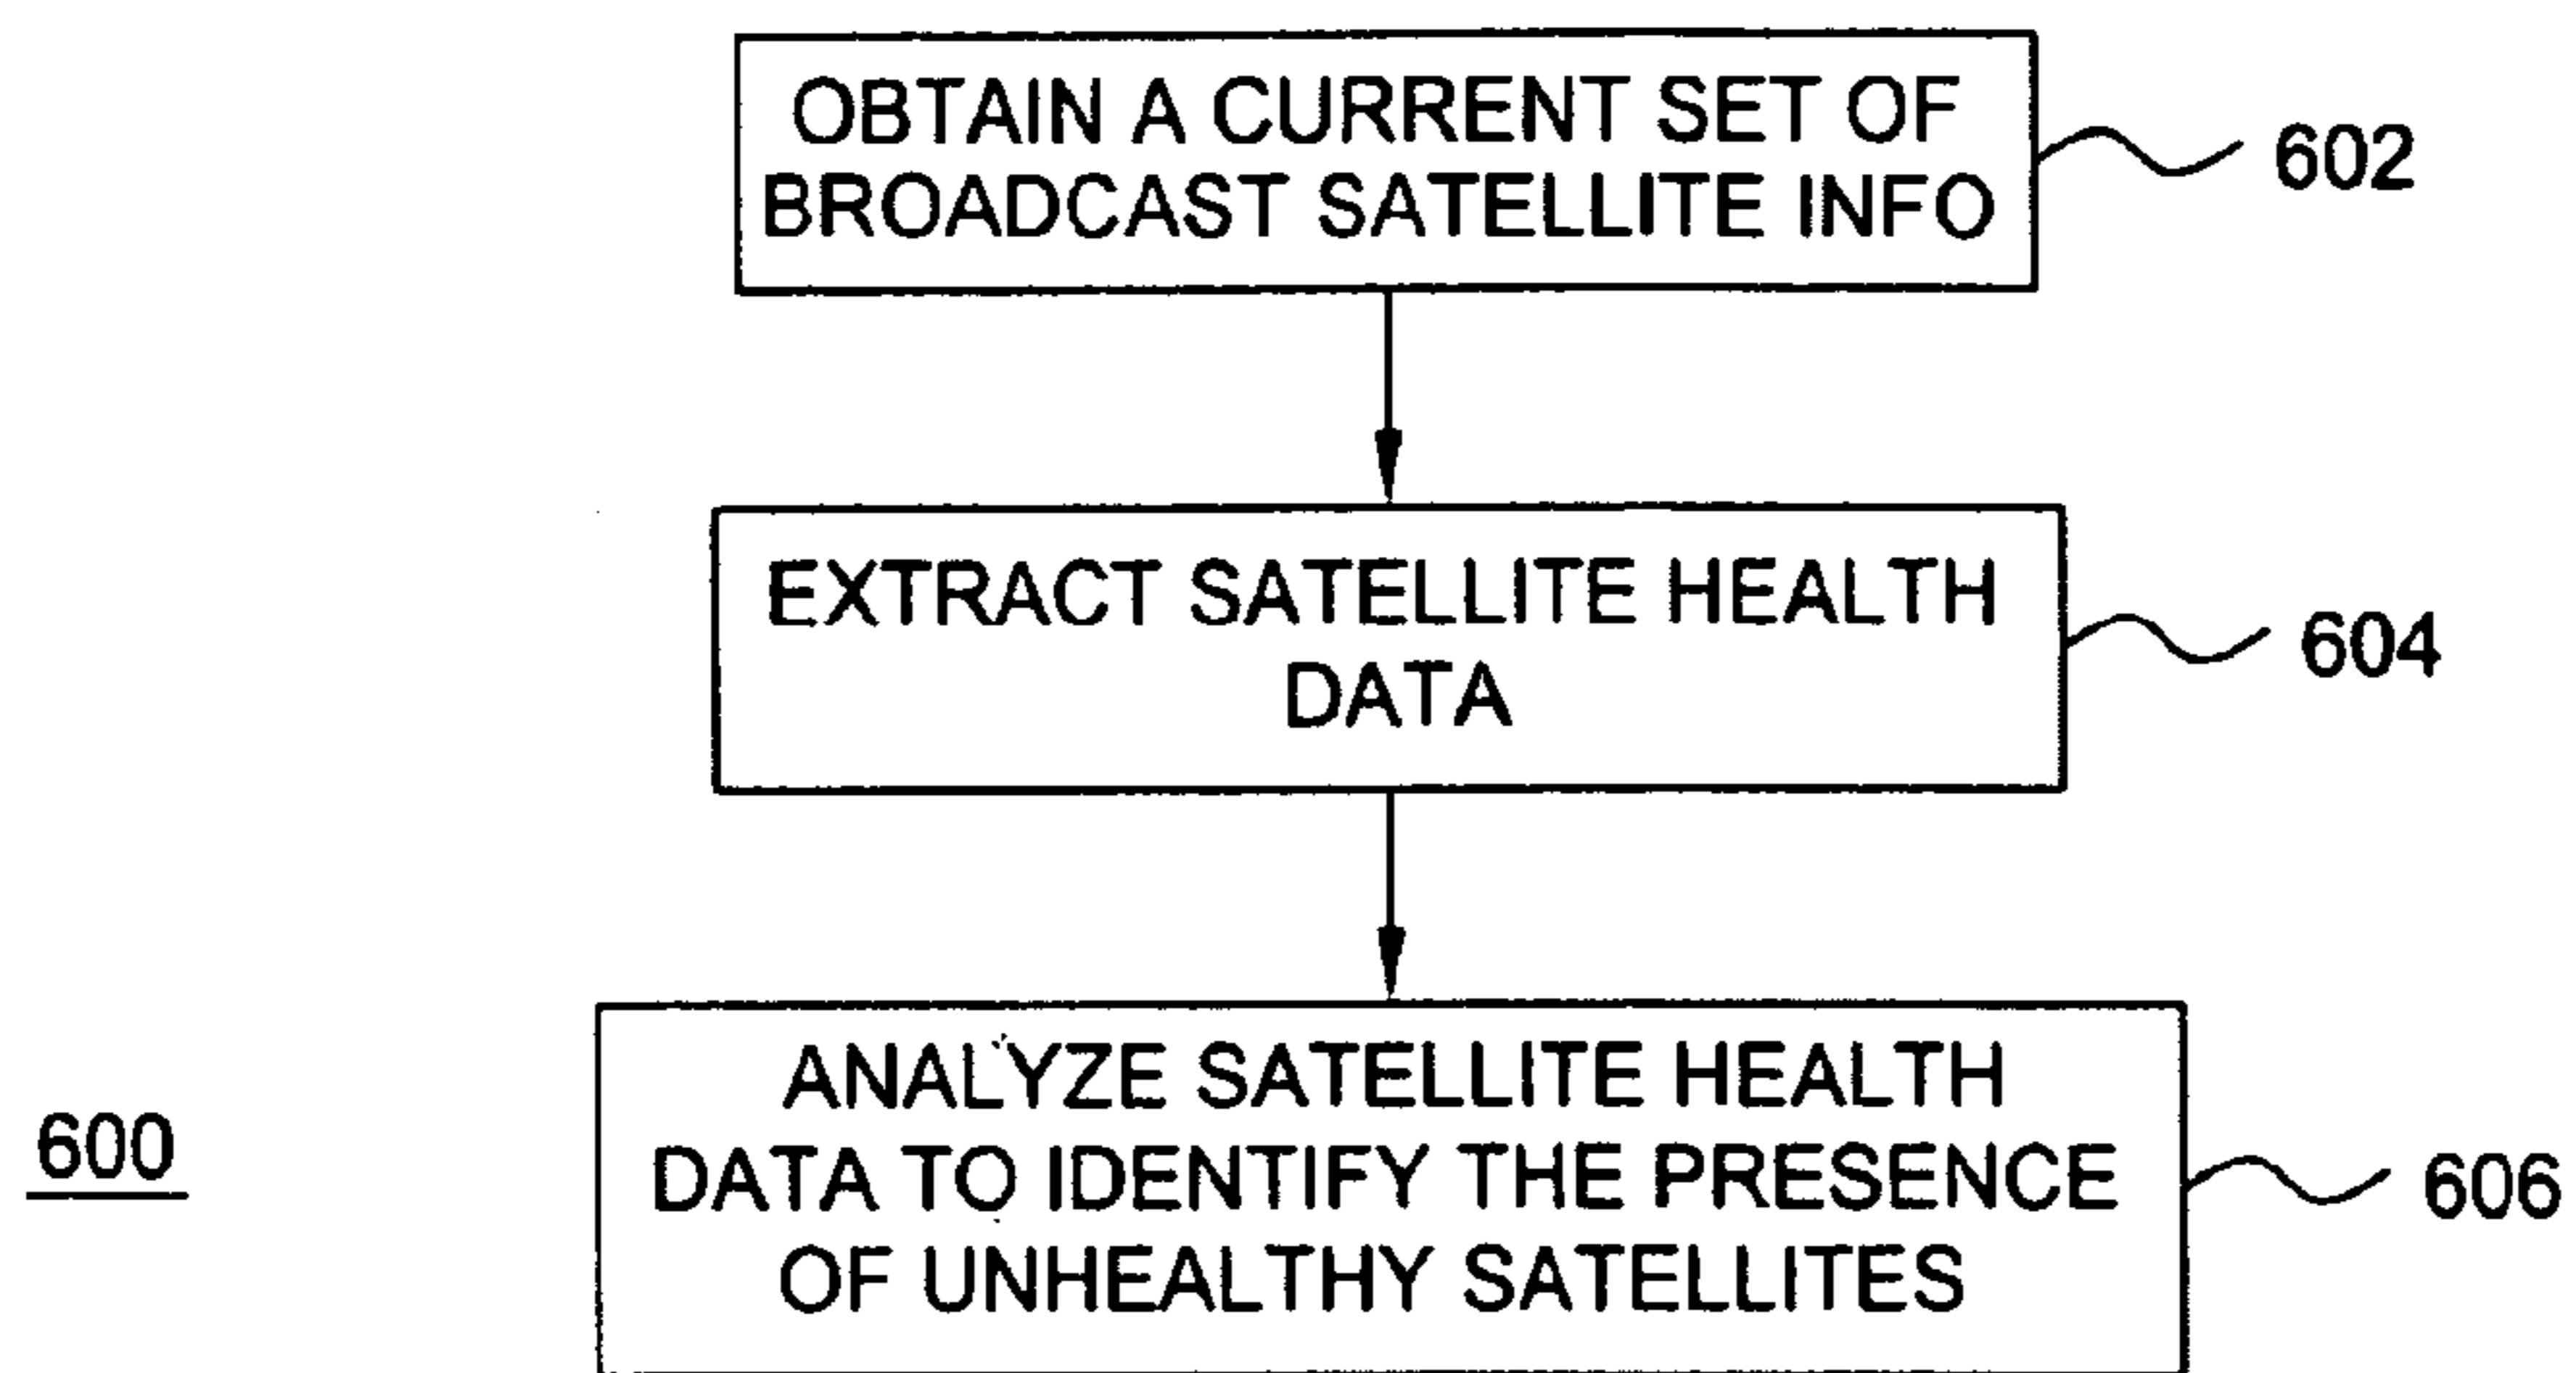 OBTAIN A CURRENT SET OF
BROADCAST SATELLITE INFO
602
EXTRACT SATELLITE HEALTH
DATA
604
ANALYZE SATELLITE HEALTH
DATA TO IDENTIFY THE PRESENCE
OF UNHEALTHY SATELLITES
606
600